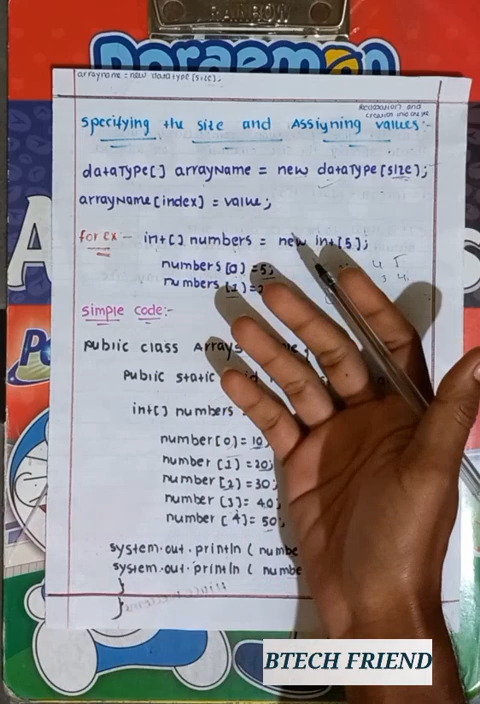 RAINBOW
Doraemon
arrayname = new datatype [size];
Declaration and
creation into one line
Specifying the size and Assigning values:-
dataType[] arrayName = new dataType[size];
arrayName[index] = value;
for ex:- int[] numbers = new int[5];
numbers[0] = 5;
numbers [1] =
4 5
3 4
Simple code:-
public class Arrays
public static
int[] numbers =
number[0] = 10
number [1] = 20;
number [2] = 30;
number [3] = 40;
number [4] = 50;
system.out.println ( numbe
system.out.println ( numbe
}
}
BTECH FRIEND